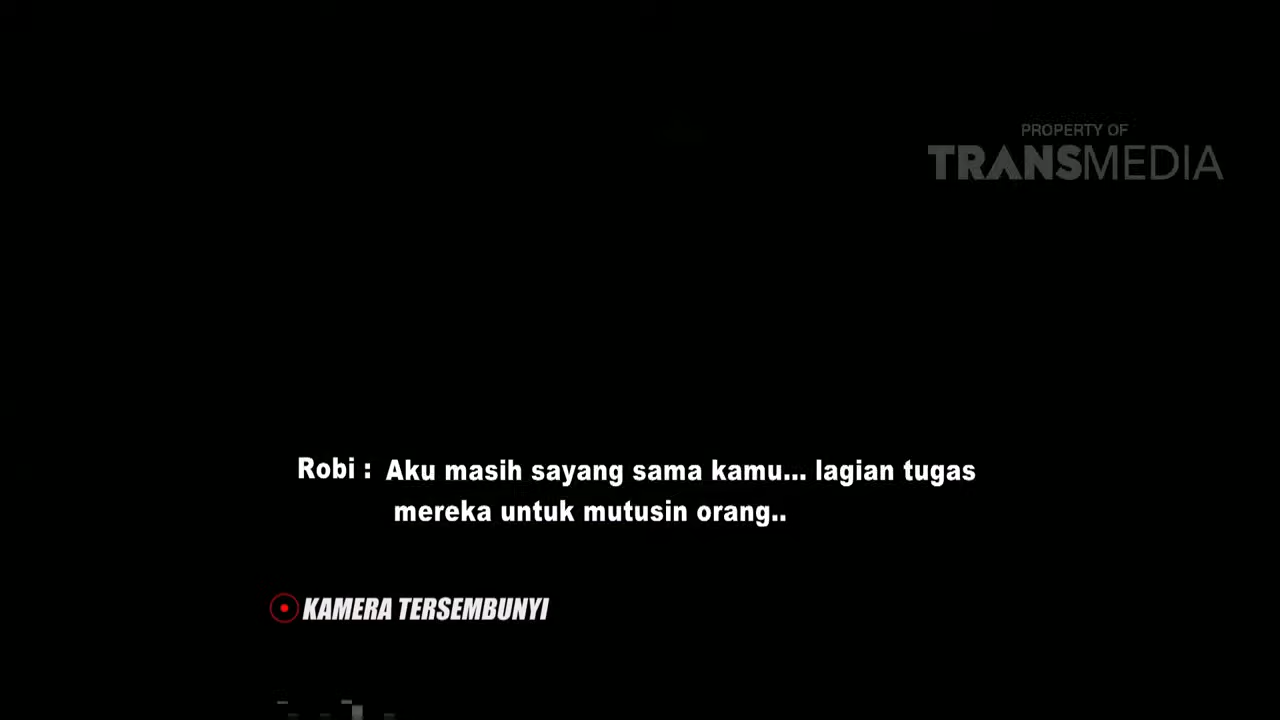 PROPERTY OF
TRANSMEDIA
Robi : Aku masih sayang sama kamu... lagian tugas
mereka untuk mutusin orang..
KAMERA TERSEMBUNYI